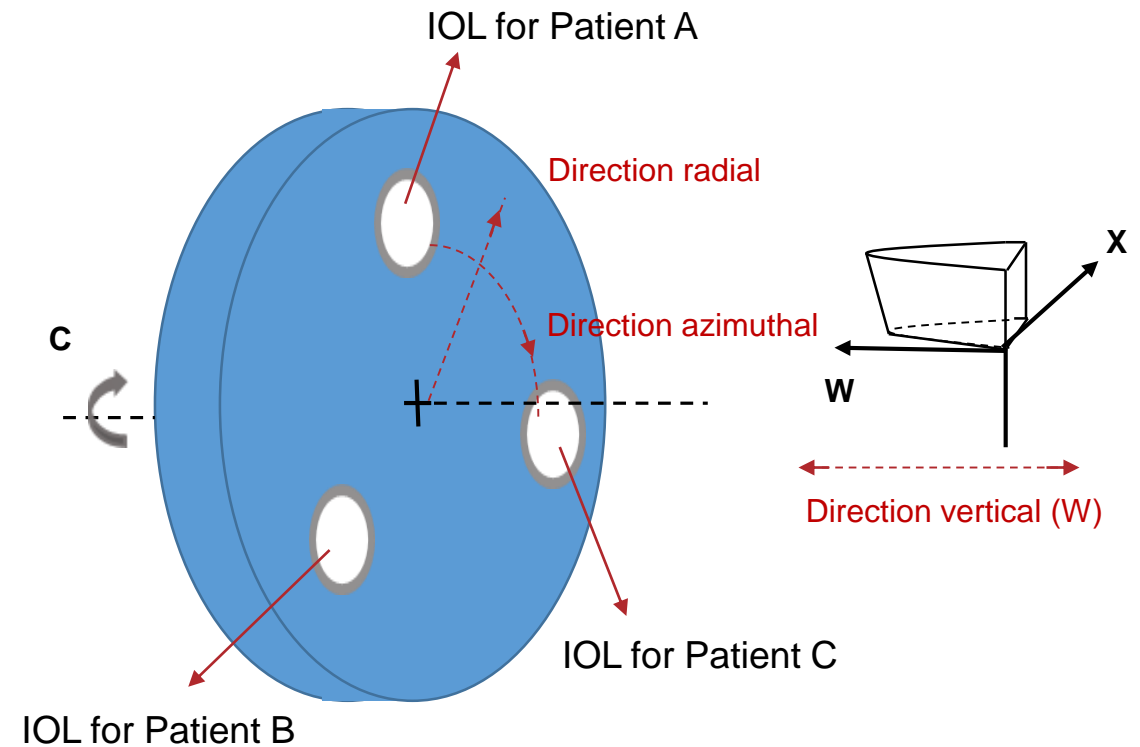 IOL for Patient A
Direction radial
X
Direction azimuthal
C
W
Direction vertical (W)
IOL for Patient C
IOL for Patient B